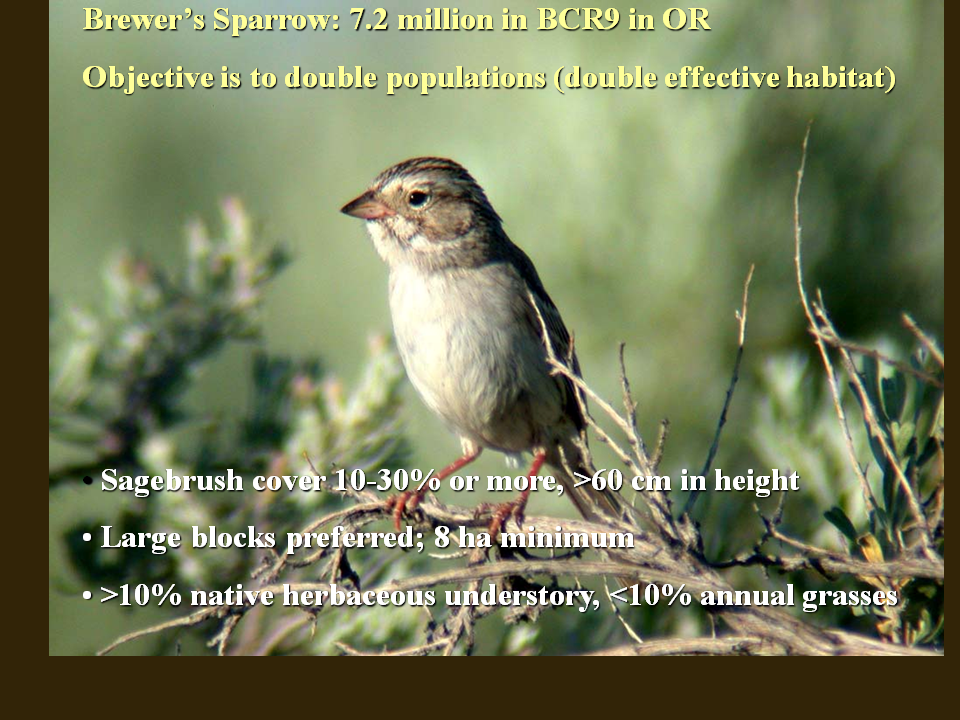 Brewer’s Sparrow: 7.2 million in BCR9 in OR
Objective is to double populations (double effective habitat)
• Sagebrush cover 10-30% or more, >60 cm in height
• Large blocks preferred; 8 ha minimum
• >10% native herbaceous understory, <10% annual grasses